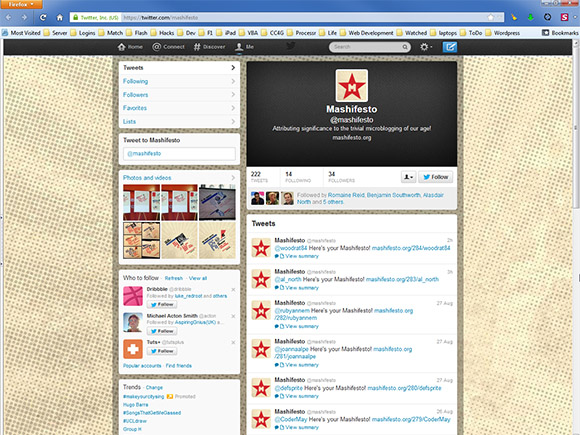 Firefox
Twitter, Inc. (US)
https://twitter.com/mashifesto
Most Visited
Server
Logins
Match
Flash
Hacks
Dev
F1
iPad
VBA
CC4G
Processr
Life
Web Development
Watched
laptops
ToDo
Wordpress
Home
Connect
Discover
Me
Search
Tweets
Following
Followers
Favorites
Lists
Tweet to Mashifesto
@mashifesto
Photos and videos
Who to follow · Refresh · View all
Dribbble @dribbble
Followed by luke_redroot and others
Follow
Michael Acton Smith @acton
Followed by AspiringGrius(UK) s...
Follow
Tuts+ @tutsplus
Follow
Popular accounts · Find friends
Trends · Change
#makeyourcitysing Promoted
Hugo Barra
#SongsThatGetMeGassed
#UCLdraw
Group H
M
Mashifesto
@mashifesto
Attributing significance to the trivial microblogging of our age!
mashifesto.org
222 TWEETS
14 FOLLOWING
34 FOLLOWERS
Follow
Followed by Romaine Reid, Benjamin Southworth, Alasdair
North and 5 others
Tweets
Mashifesto @mashifesto 2h
@woodrat84 Here's your Mashifesto! mashifesto.org/284/woodrat84
View summary
Mashifesto @mashifesto 3h
@al_north Here's your Mashifesto! mashifesto.org/283/al_north
View summary
Mashifesto @mashifesto 27 Aug
@rubyannem Here's your Mashifesto! mashifesto.org
/282/rubyannem
View summary
Mashifesto @mashifesto 27 Aug
@joannaalpe Here's your Mashifesto! mashifesto.org
/281/joannaalpe
View summary
Mashifesto @mashifesto 27 Aug
@defsprite Here's your Mashifesto! mashifesto.org/280/defsprite
View summary
Mashifesto @mashifesto 26 Aug
@CoderMay Here's your Mashifesto! mashifesto.org/279/CoderMay
View summary